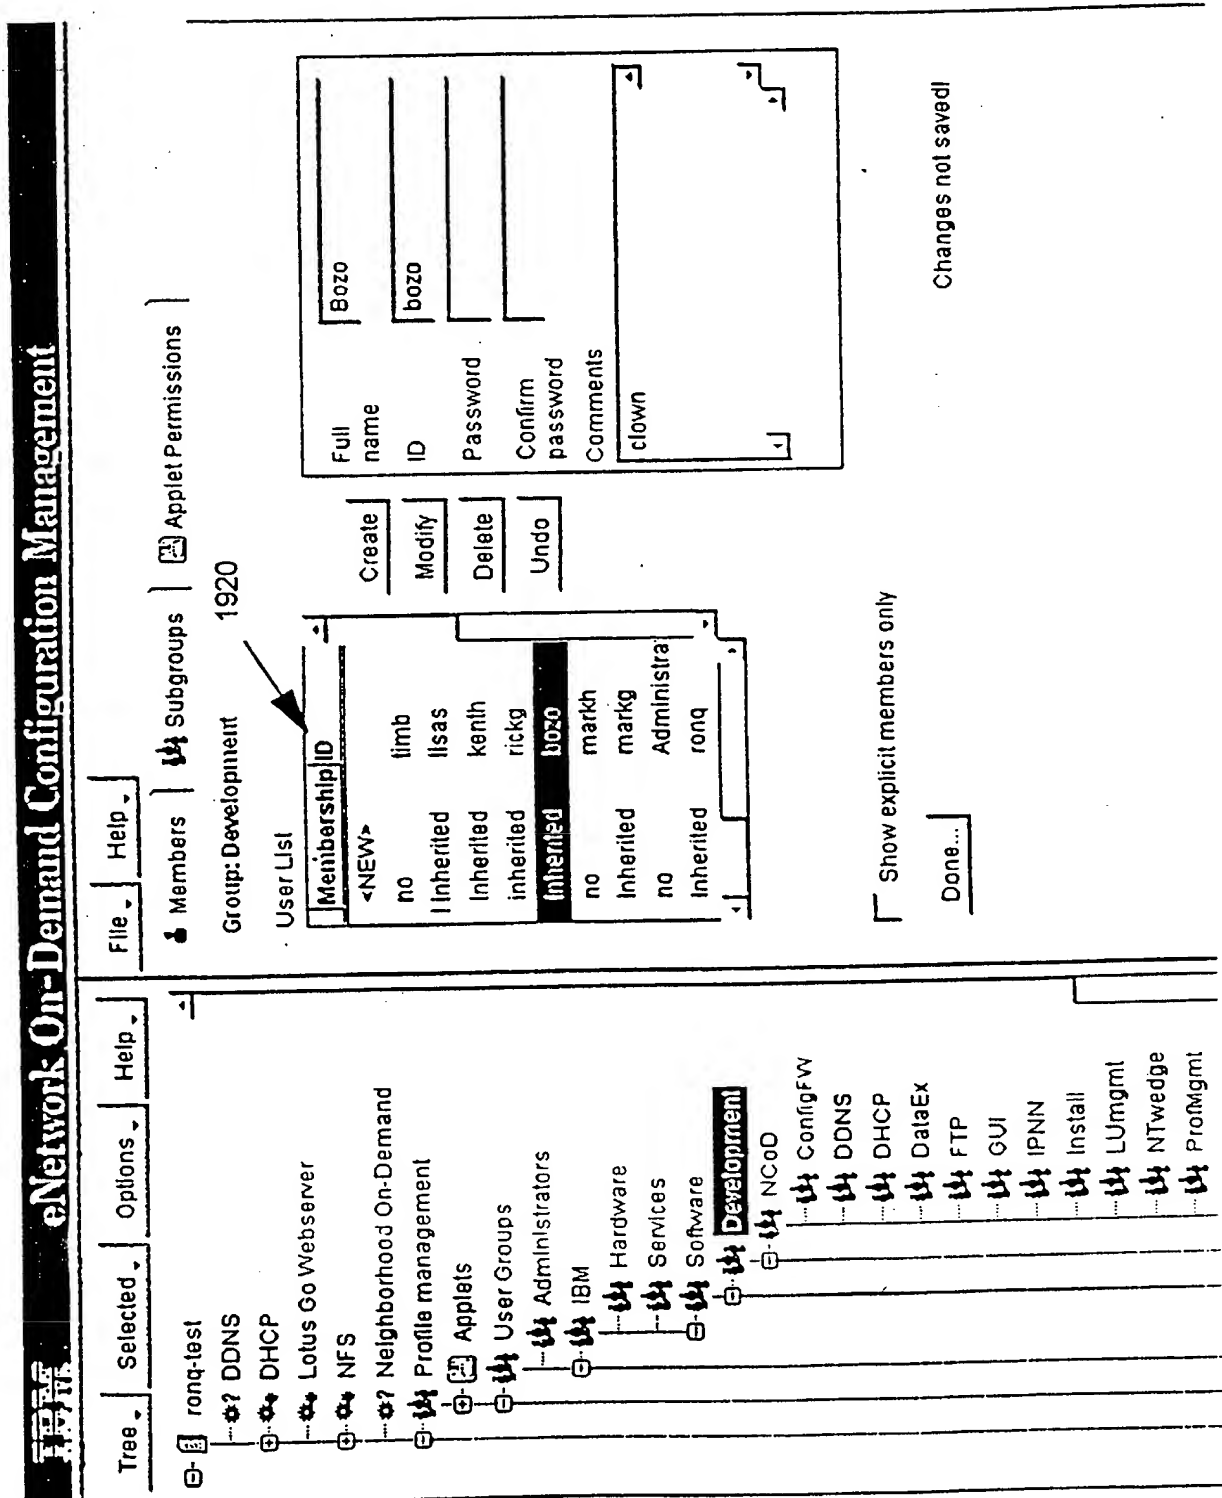 IBM eNetwork On-Demand Configuration Management
Tree Selected Options Help
ronq-test
? DDNS
DHCP
Lotus Go Webserver
NFS
? Neighborhood On-Demand
Profile management
Applets
User Groups
Administrators
IBM
Hardware
Services
Software
Development
NCoD
ConfigFW
DDNS
DHCP
DataEx
FTP
GUI
IPNN
Install
LUmgmt
NTwedge
ProfMgmt
File Help
Members Subgroups Applet Permissions
Group: Development
1920
User List
Membership ID
<NEW>
no timb
Inherited llsas
Inherited kenth
inherited rickg
Inherited bozo
no markh
Inherited markg
no Administra
Inherited ronq
Create
Modify
Delete
Undo
Full name Bozo
ID bozo
Password
Confirm password
Comments
clown
Show explicit members only
Done...
Changes not saved!